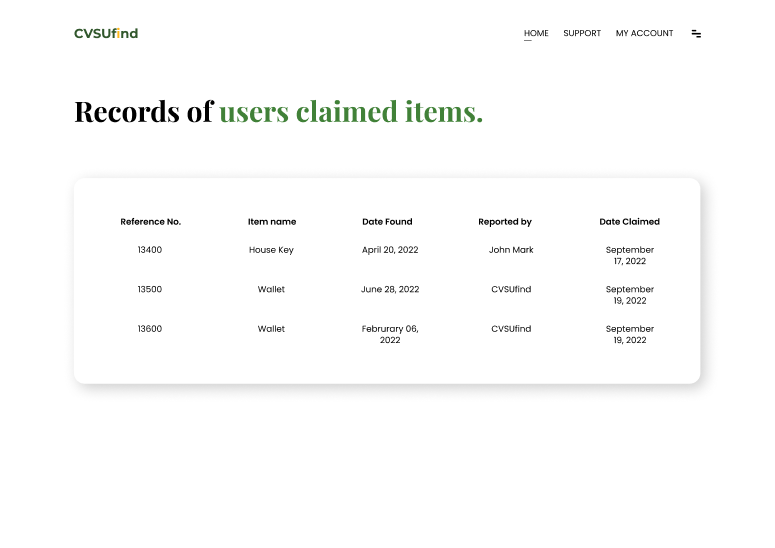 CVSUfind
HOME SUPPORT MY ACCOUNT
Records of users claimed items.
Reference No. Item name Date Found Reported by Date Claimed
13400 House Key April 20, 2022 John Mark September
17, 2022
13500 Wallet June 28, 2022 CVSUfind September
19, 2022
13600 Wallet Februrary 06, CVSUfind September
2022 19, 2022